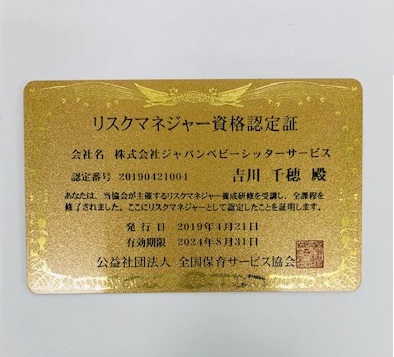 リスクマネジャー資格認定証
会社名 株式会社ジャパンベビーシッターサービス
認定番号 20190421004 吉川 千穂 殿
あなたは、当協会が主催するリスクマネジャー養成研修を受講し、全課程を
修了されました。ここにリスクマネジャーとして認定したことを証明します。
発行日 2019年4月21日
有効期限 2024年8月31日
公益社団法人 全国保育サービス協会